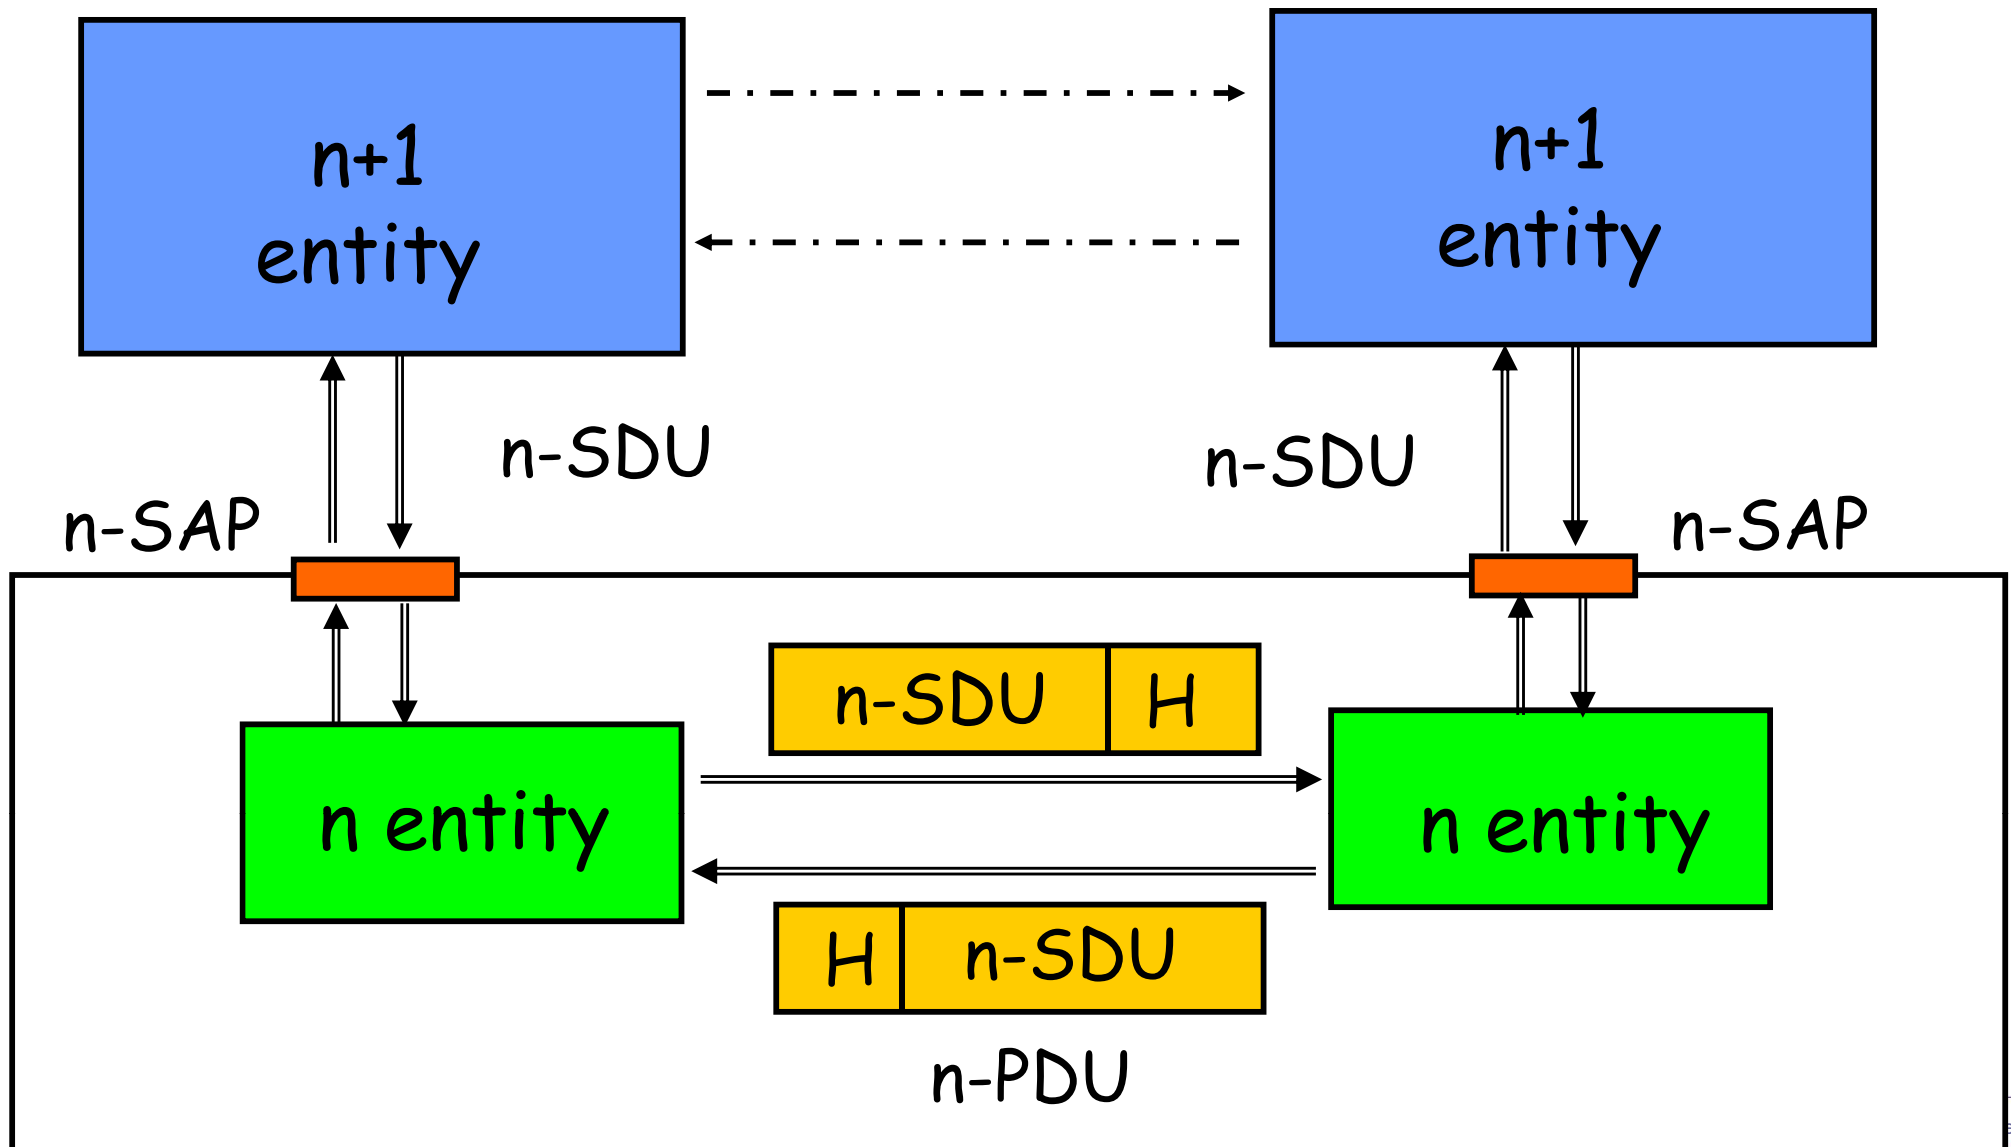 n+1
entity
n+1
entity
n-SDU
n-SDU
n-SAP
n-SAP
n-SDU
H
n entity
n entity
H
n-SDU
n-PDU